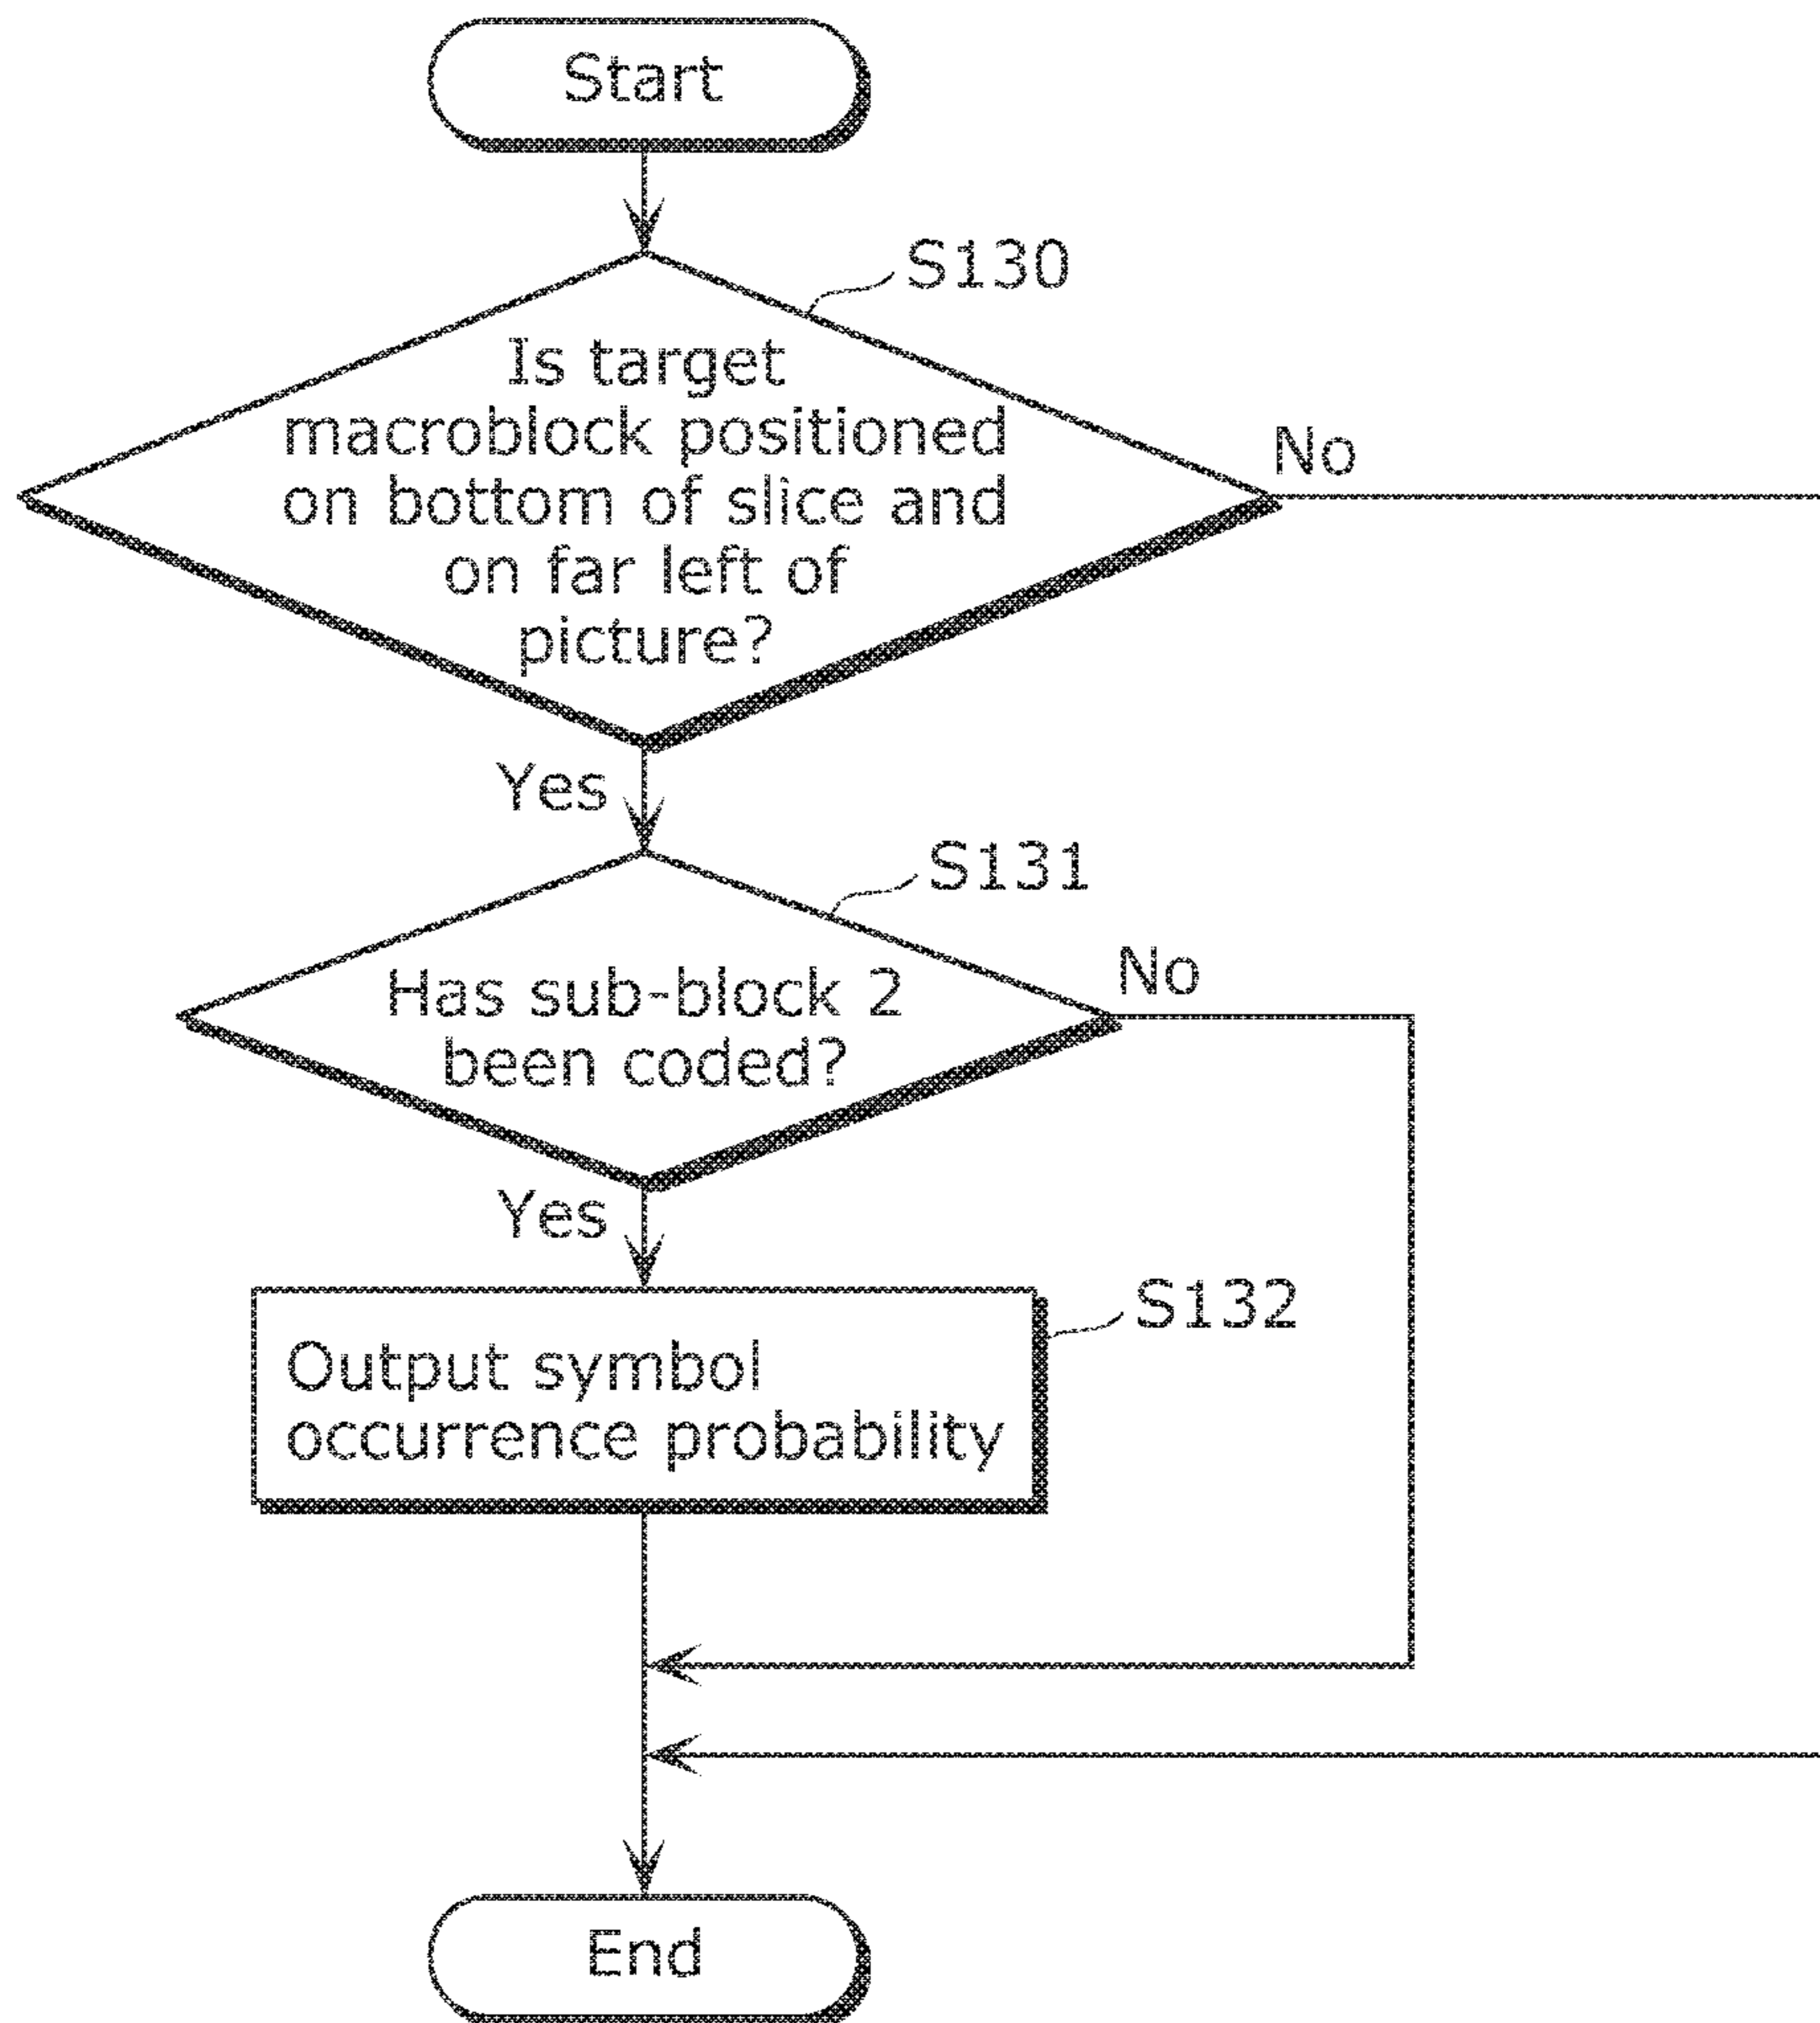 Start
S130
Is target
macroblock positioned
on bottom of slice and
on far left of
picture?
No
Yes
S131
Has sub-block 2
been coded?
No
Yes
S132
Output symbol
occurrence probability
End